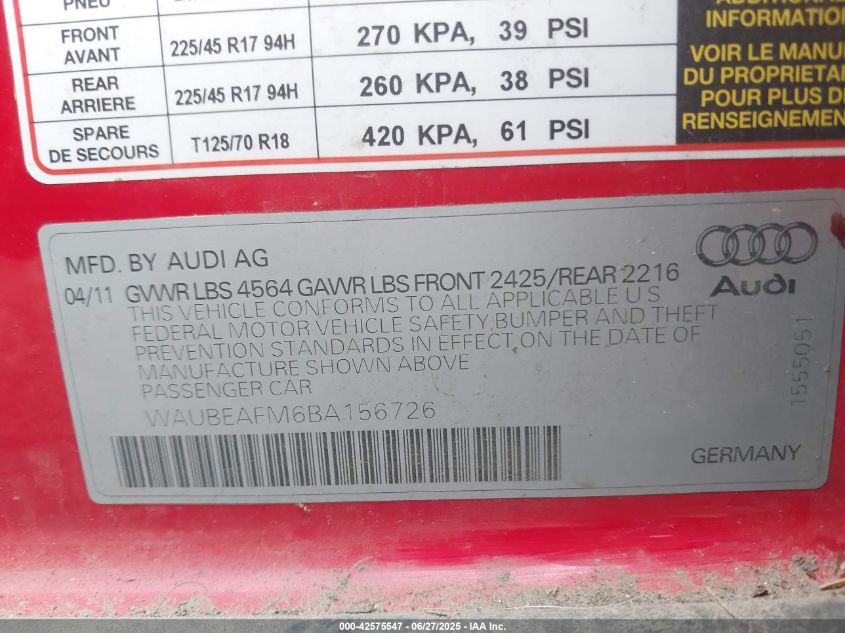 PNEU
FRONT
AVANT
225/45 R17 94H
270 KPA, 39 PSI
REAR
ARRIERE
225/45 R17 94H
260 KPA, 38 PSI
SPARE
DE SECOURS
T125/70 R18
420 KPA, 61 PSI
ADDITIONAL
INFORMATION
VOIR LE MANU
DU PROPRIETAI
POUR PLUS D
RENSEIGNEMEN
MFD. BY AUDI AG
04/11 GVWR LBS 4564 GAWR LBS FRONT 2425/REAR 2216
THIS VEHICLE CONFORMS TO ALL APPLICABLE U S
FEDERAL MOTOR VEHICLE SAFETY,BUMPER AND THEFT
PREVENTION STANDARDS IN EFFECT ON THE DATE OF
MANUFACTURE SHOWN ABOVE
PASSENGER CAR
WAUBEAFM6BA156726
Audi
1555051
GERMANY
000-42575547 - 06/27/2025 - IAAI, Inc.